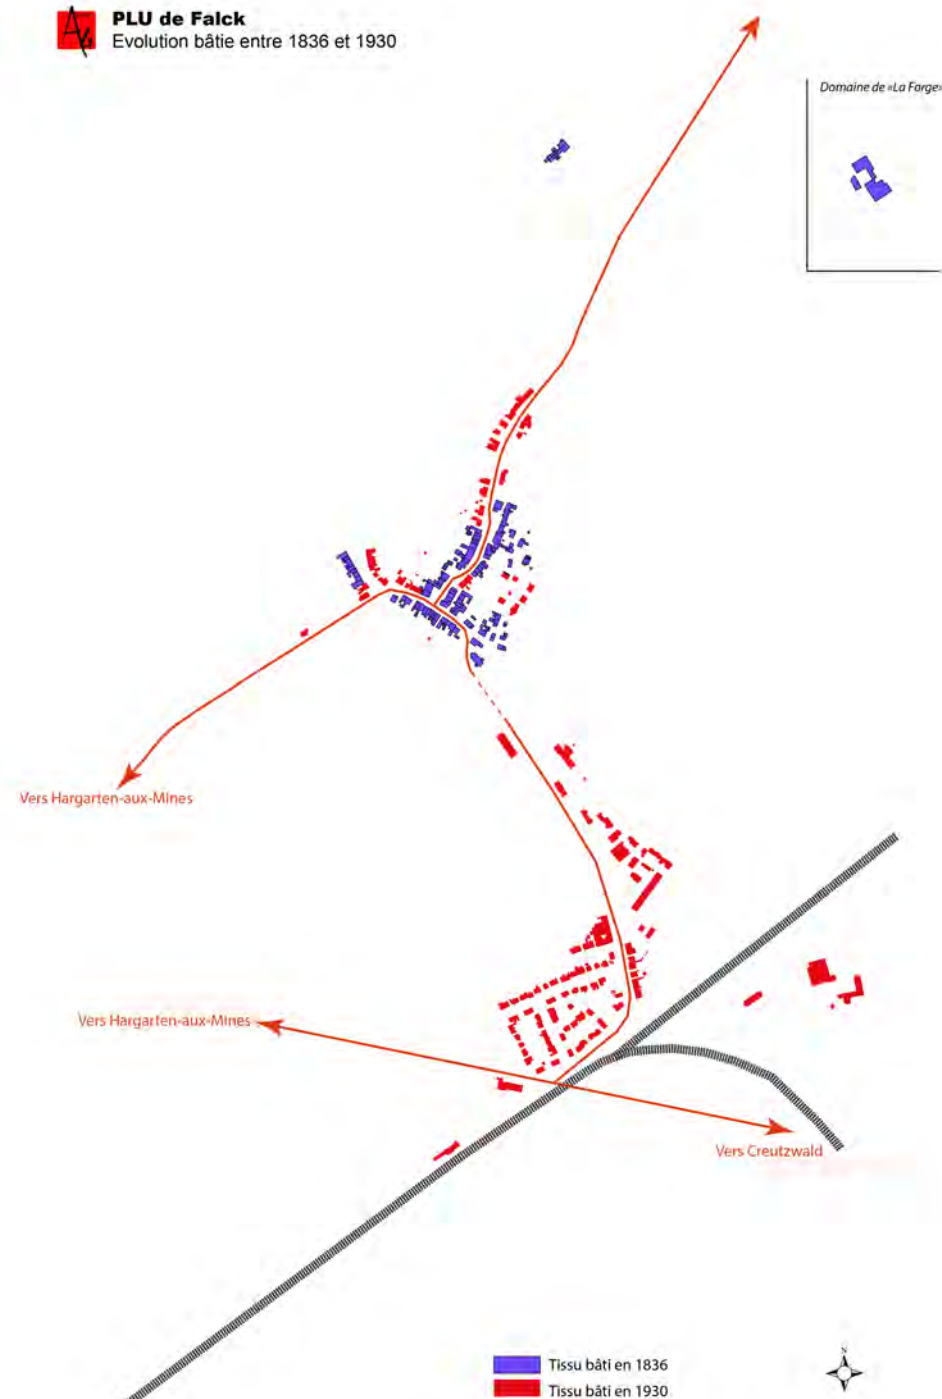 PLU de Falck
Evolution bâtie entre 1836 et 1930
Domaine de «La Forge»
Vers Hargarten-aux-Mines
Vers Hargarten-aux-Mines
Vers Creutzwald
N
Tissu bâti en 1836
Tissu bâti en 1930